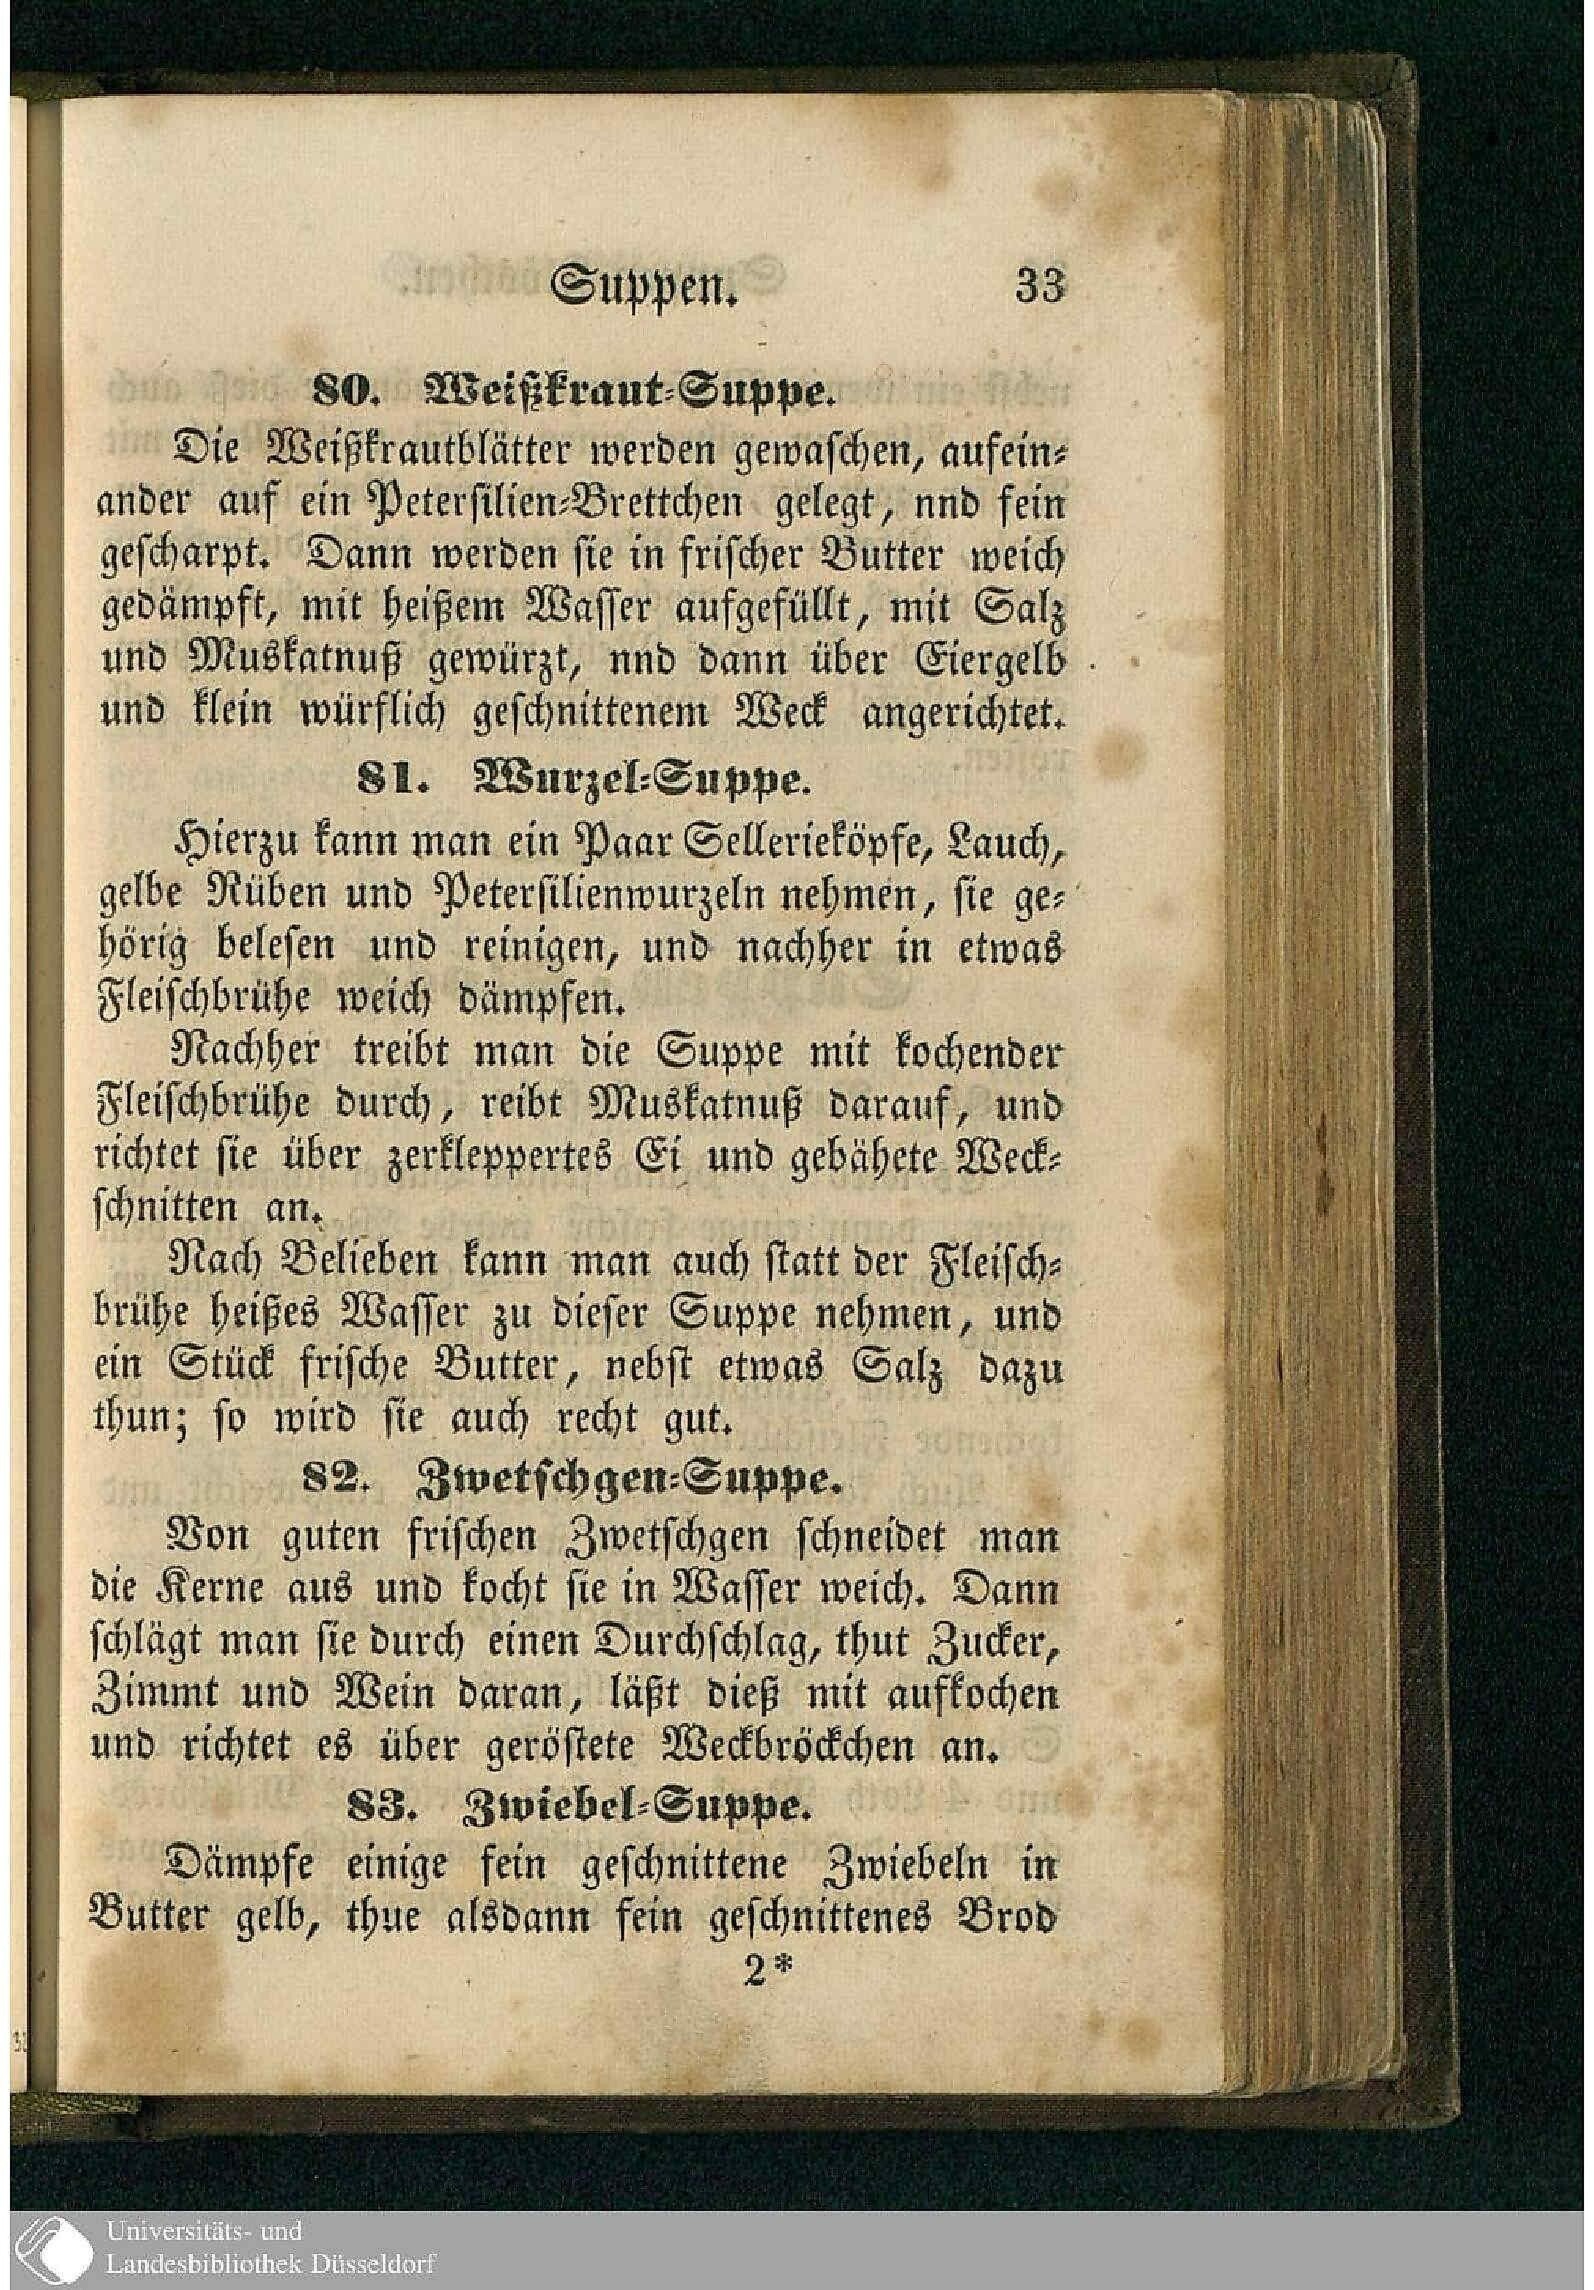 Suppen. 33
80. Weißkraut-Suppe.
Die Weißkrautblätter werden gewaschen, aufein-
ander auf ein Petersilien-Brettchen gelegt, nnd fein
gescharpt. Dann werden sie in frischer Butter weich
gedämpft, mit heißem Wasser aufgefüllt, mit Salz
und Muskatnuß gewürzt, nnd dann über Eiergelb
und klein würflich geschnittenem Weck angerichtet.
81. Wurzel-Suppe.
Hierzu kann man ein Paar Sellerieköpfe, Lauch,
gelbe Rüben und Petersilienwurzeln nehmen, sie ge-
hörig belesen und reinigen, und nachher in etwas
Fleischbrühe weich dämpfen.
Nachher treibt man die Suppe mit kochender
Fleischbrühe durch, reibt Muskatnuß darauf, und
richtet sie über zerkleppertes Ei und gebähete Weck-
schnitten an.
Nach Belieben kann man auch statt der Fleisch-
brühe heißes Wasser zu dieser Suppe nehmen, und
ein Stück frische Butter, nebst etwas Salz dazu
thun; so wird sie auch recht gut.
82. Zwetschgen-Suppe.
Von guten frischen Zwetschgen schneidet man
die Kerne aus und kocht sie in Wasser weich. Dann
schlägt man sie durch einen Durchschlag, thut Zucker,
Zimmt und Wein daran, läßt dieß mit aufkochen
und richtet es über geröstete Weckbröckchen an.
83. Zwiebel-Suppe.
Dämpfe einige fein geschnittene Zwiebeln in
Butter gelb, thue alsdann fein geschnittenes Brod
2*
Universitäts- und
Landesbibliothek Düsseldorf